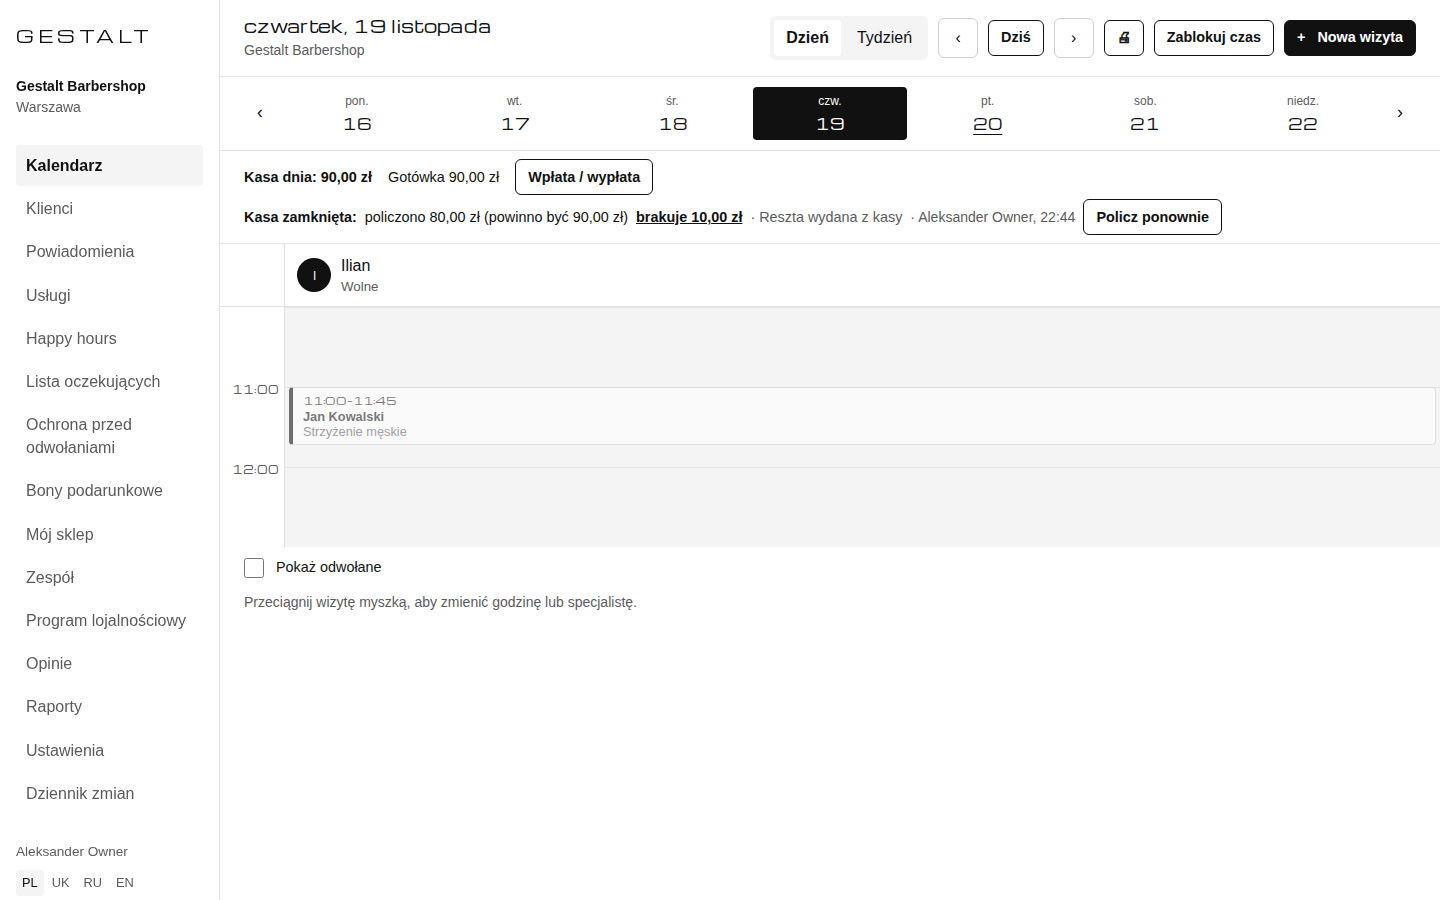 GESTALT
Gestalt Barbershop
Warszawa
Kalendarz
Klienci
Powiadomienia
Usługi
Happy hours
Lista oczekujących
Ochrona przed
odwołaniami
Bony podarunkowe
Mój sklep
Zespół
Program lojalnościowy
Opinie
Raporty
Ustawienia
Dziennik zmian
Aleksander Owner
PL UK RU EN
czwartek, 19 listopada
Gestalt Barbershop
Dzień Tydzień ‹ Dziś › Zablokuj czas + Nowa wizyta
‹ pon. wt. śr. czw. pt. sob. niedz. ›
16 17 18 19 20 21 22
Kasa dnia: 90,00 zł Gotówka 90,00 zł Wpłata / wypłata
Kasa zamknięta: policzono 80,00 zł (powinno być 90,00 zł) brakuje 10,00 zł · Reszta wydana z kasy · Aleksander Owner, 22:44 Policz ponownie
I Ilian
Wolne
11:00
11:00-11:45
Jan Kowalski
Strzyżenie męskie
12:00
Pokaż odwołane
Przeciągnij wizytę myszką, aby zmienić godzinę lub specjalistę.